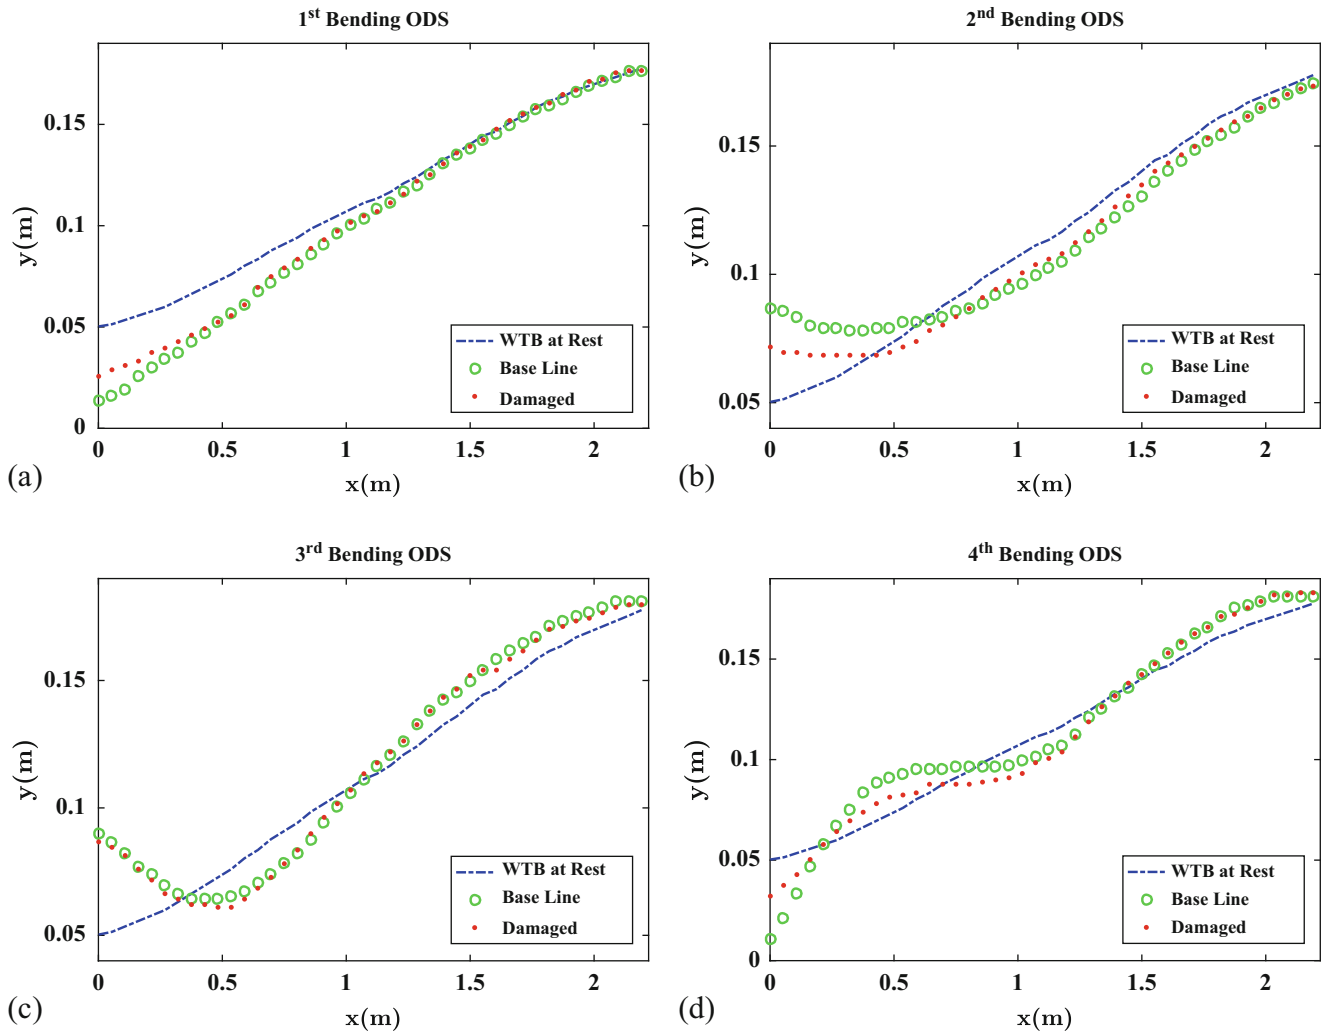 1st Bending ODS
0.15
0.1
0.05
0
y(m)
WTB at Rest
Base Line
Damaged
0 0.5 1 1.5 2
x(m)
(a)
2nd Bending ODS
0.15
0.1
0.05
y(m)
WTB at Rest
Base Line
Damaged
0 0.5 1 1.5 2
x(m)
(b)
3rd Bending ODS
0.15
0.1
0.05
y(m)
WTB at Rest
Base Line
Damaged
0 0.5 1 1.5 2
x(m)
(c)
4th Bending ODS
0.15
0.1
0.05
0
y(m)
WTB at Rest
Base Line
Damaged
0 0.5 1 1.5 2
x(m)
(d)